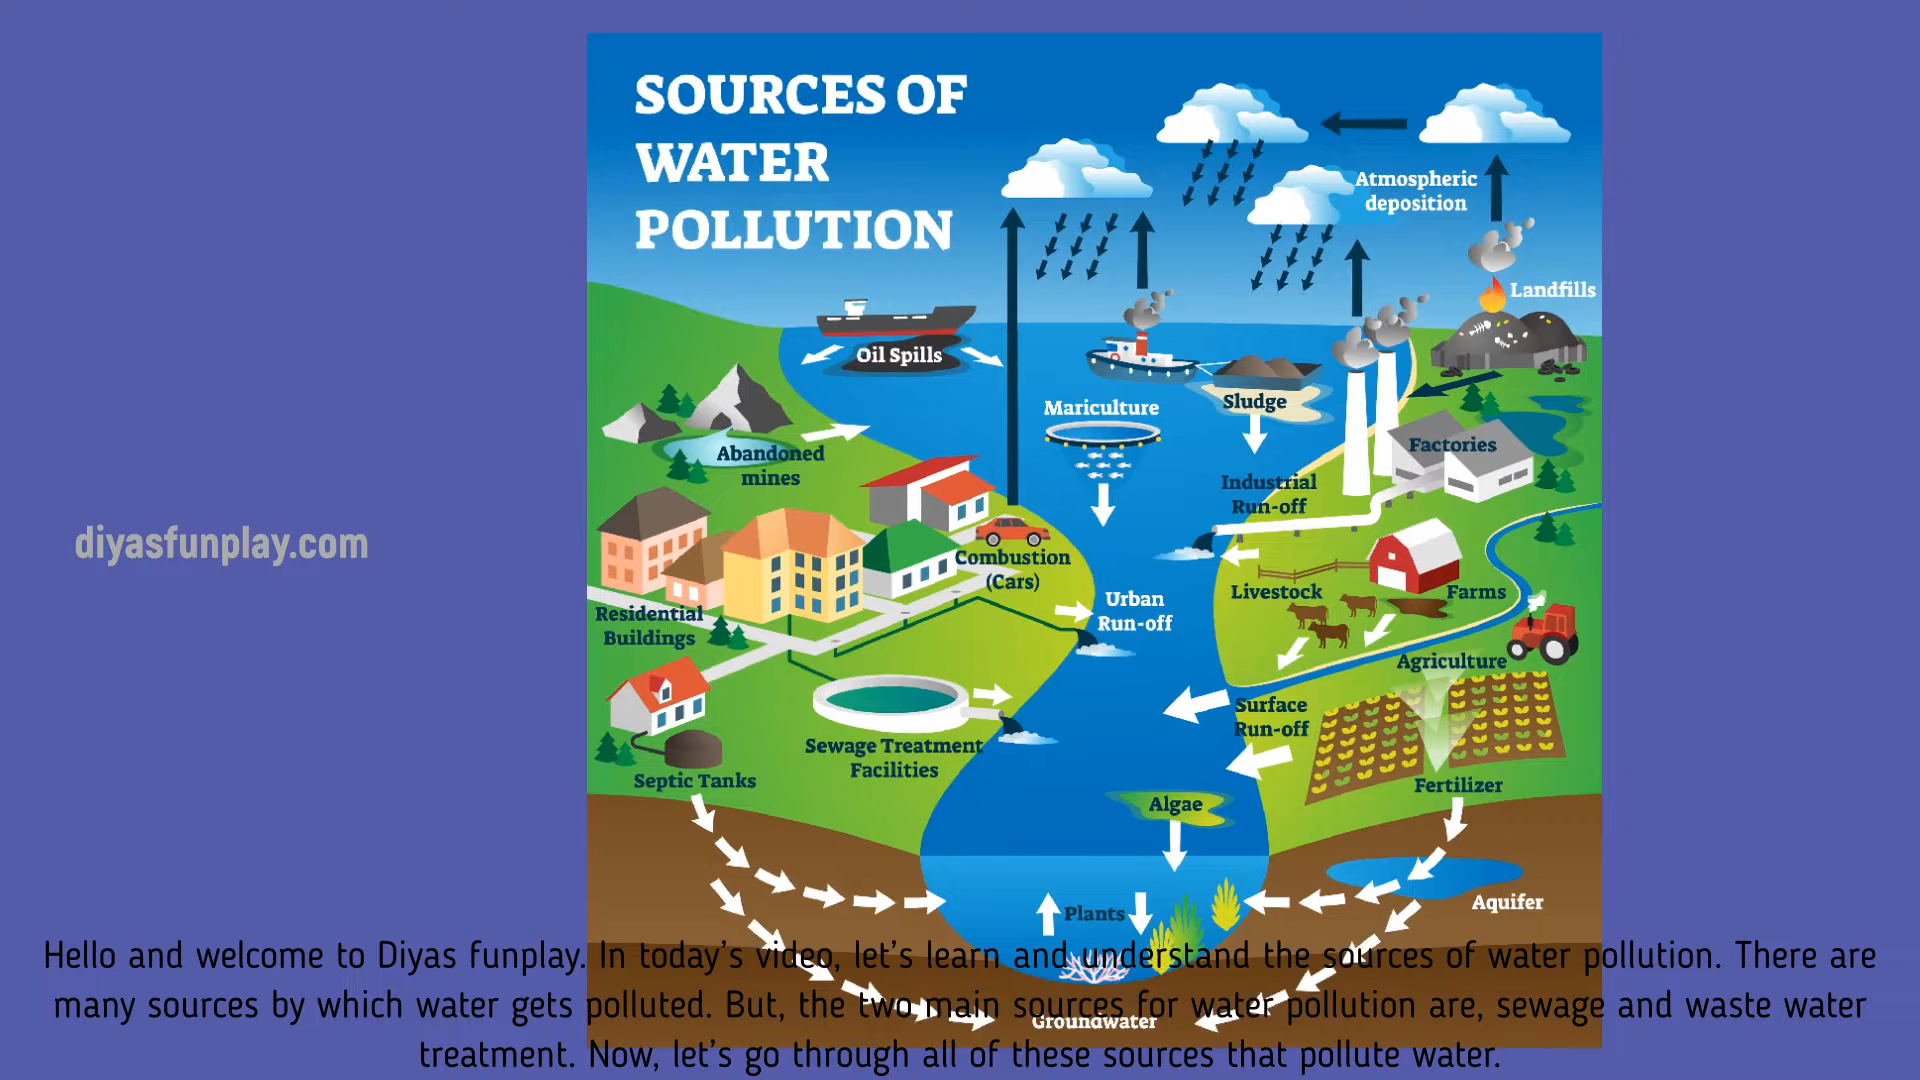 SOURCES OF
WATER
POLLUTION
Atmospheric
deposition
Landfills
Oil Spills
Mariculture
Sludge
Abandoned
mines
Factories
Industrial
Run-off
diyasfunplay.com
Combustion
(Cars)
Livestock
Farms
Residential
Buildings
Urban
Run-off
Agriculture
Surface
Run-off
Sewage Treatment
Facilities
Septic Tanks
Fertilizer
Algae
Aquifer
Plants
Hello and welcome to Diyas funplay. In today's video, let's learn and understand the sources of water pollution. There are
many sources by which water gets polluted. But, the two main sources for water pollution are, sewage and waste water
Groundwater
treatment. Now, let's go through all of these sources that pollute water.